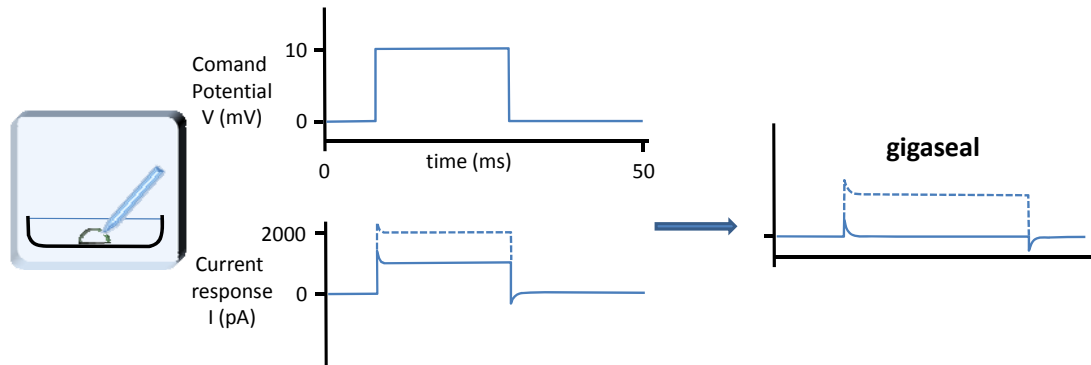 10
Comand
Potential
V (mV)
0
0
time (ms)
50
gigaseal
2000
Current
response
I (pA)
0